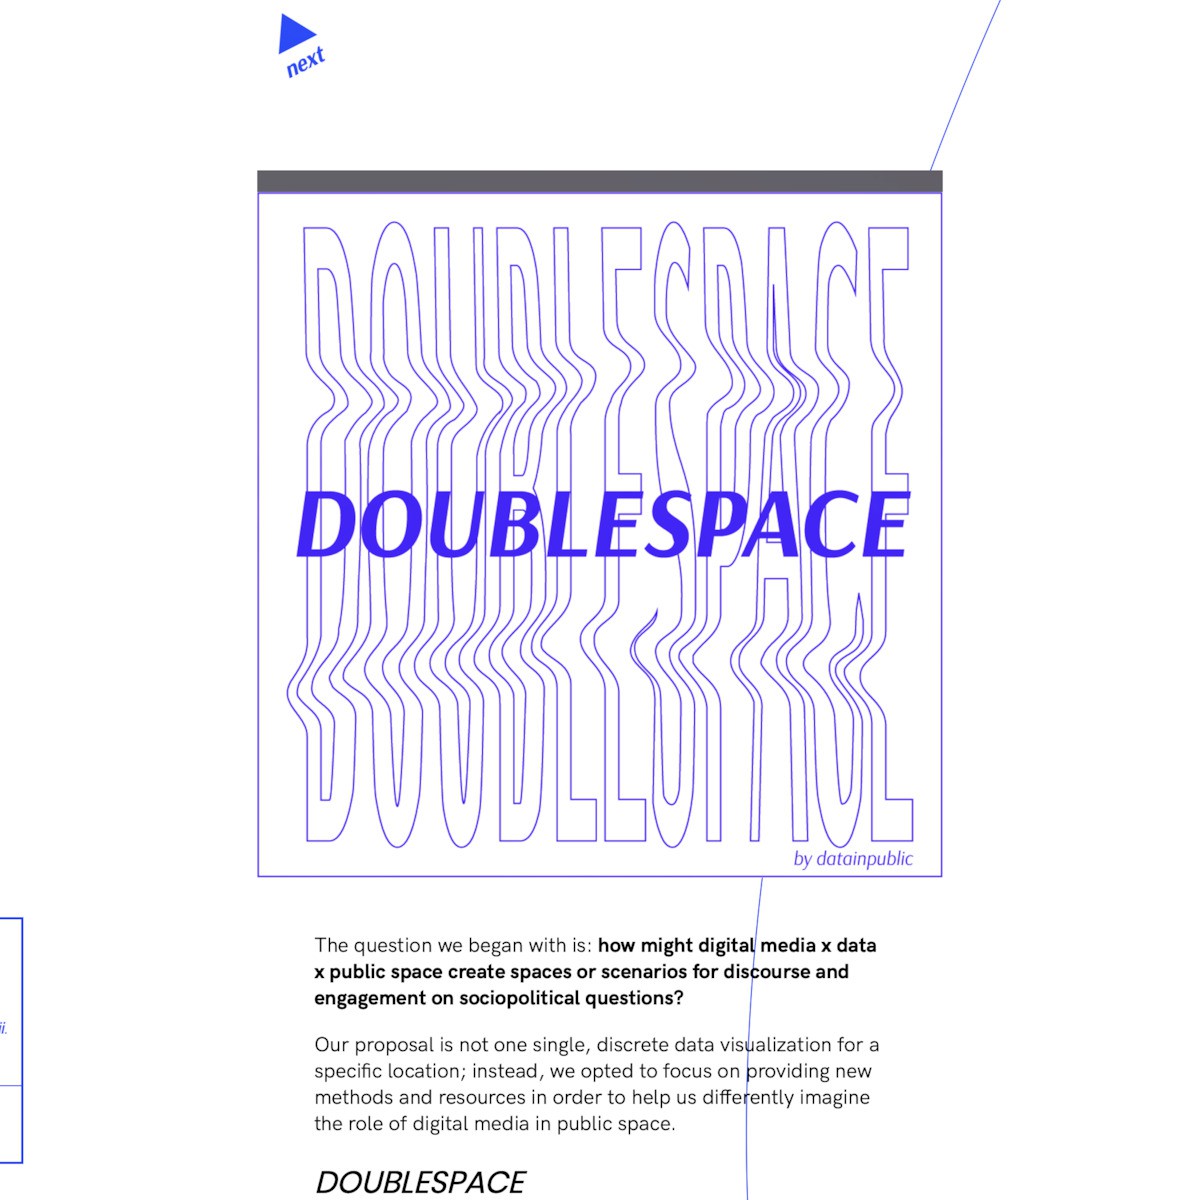 next
DOUBLESPACE
DOUBLESPACE
by datainpublic
The question we began with is: how might digital media x data
x public space create spaces or scenarios for discourse and
engagement on sociopolitical questions?
Our proposal is not one single, discrete data visualization for a
specific location; instead, we opted to focus on providing new
methods and resources in order to help us differently imagine
the role of digital media in public space.
DOUBLESPACE
ii.